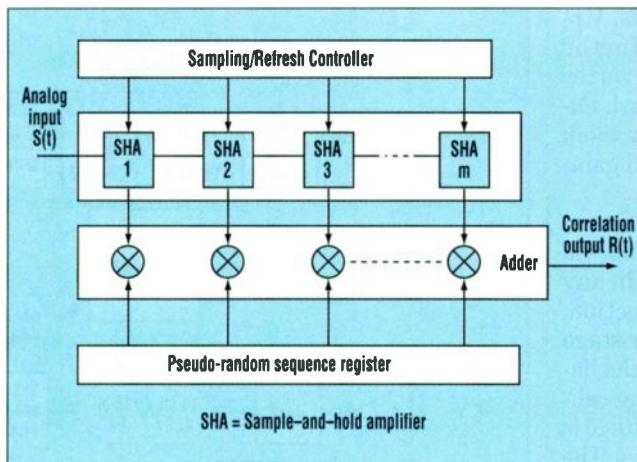 Sampling/Refresh Controller
Analog
input
S(t)
SHA
1
SHA
2
SHA
3
SHA
m
Correlation
output R(t)
Adder
Pseudo-random sequence register
SHA = Sample–and–hold amplifier